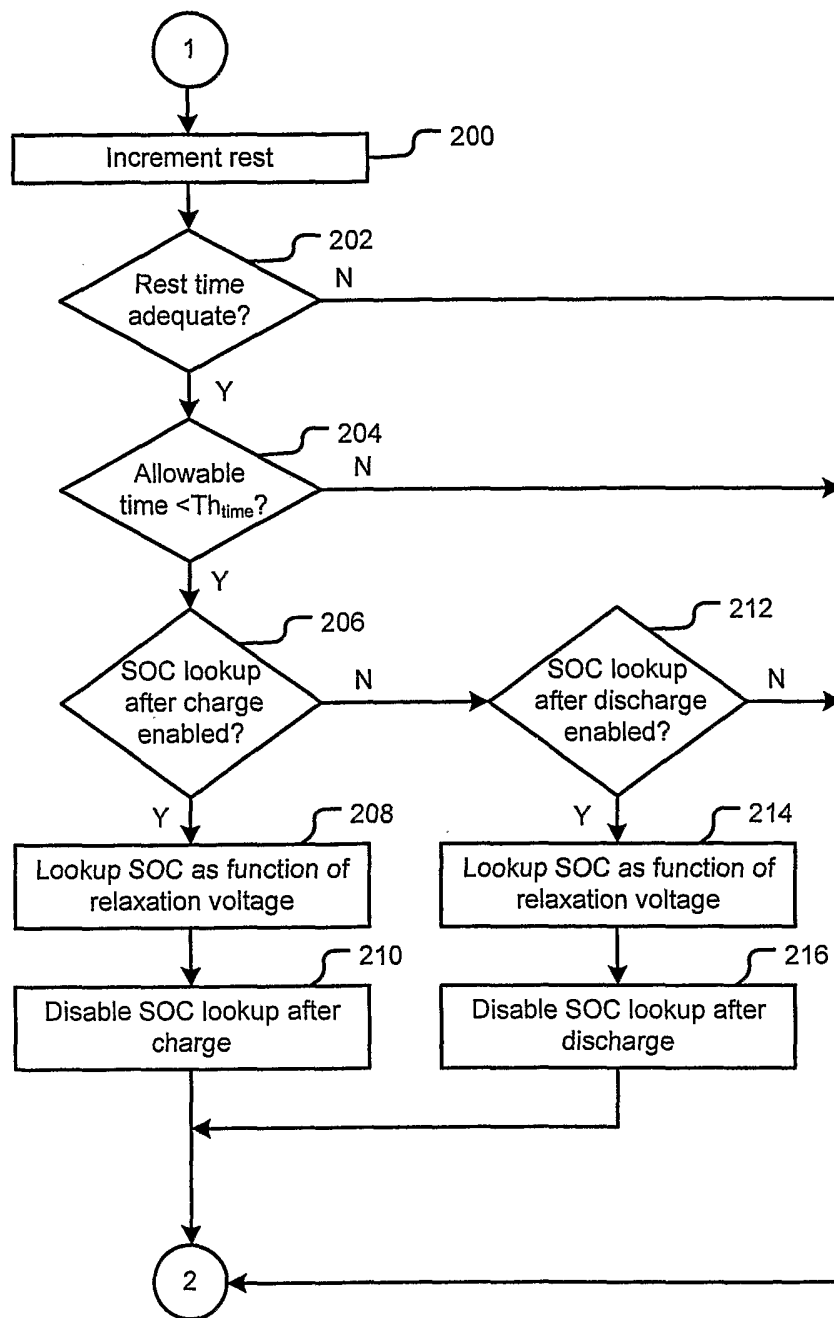 1
Increment rest
200
Rest time
adequate?
202
N
Y
Allowable
time <Thtime?
204
N
Y
SOC lookup
after charge
enabled?
206
N
Y
SOC lookup
after discharge
enabled?
212
N
Y
Lookup SOC as function of
relaxation voltage
208
Lookup SOC as function of
relaxation voltage
214
Disable SOC lookup after
charge
210
Disable SOC lookup after
discharge
216
2